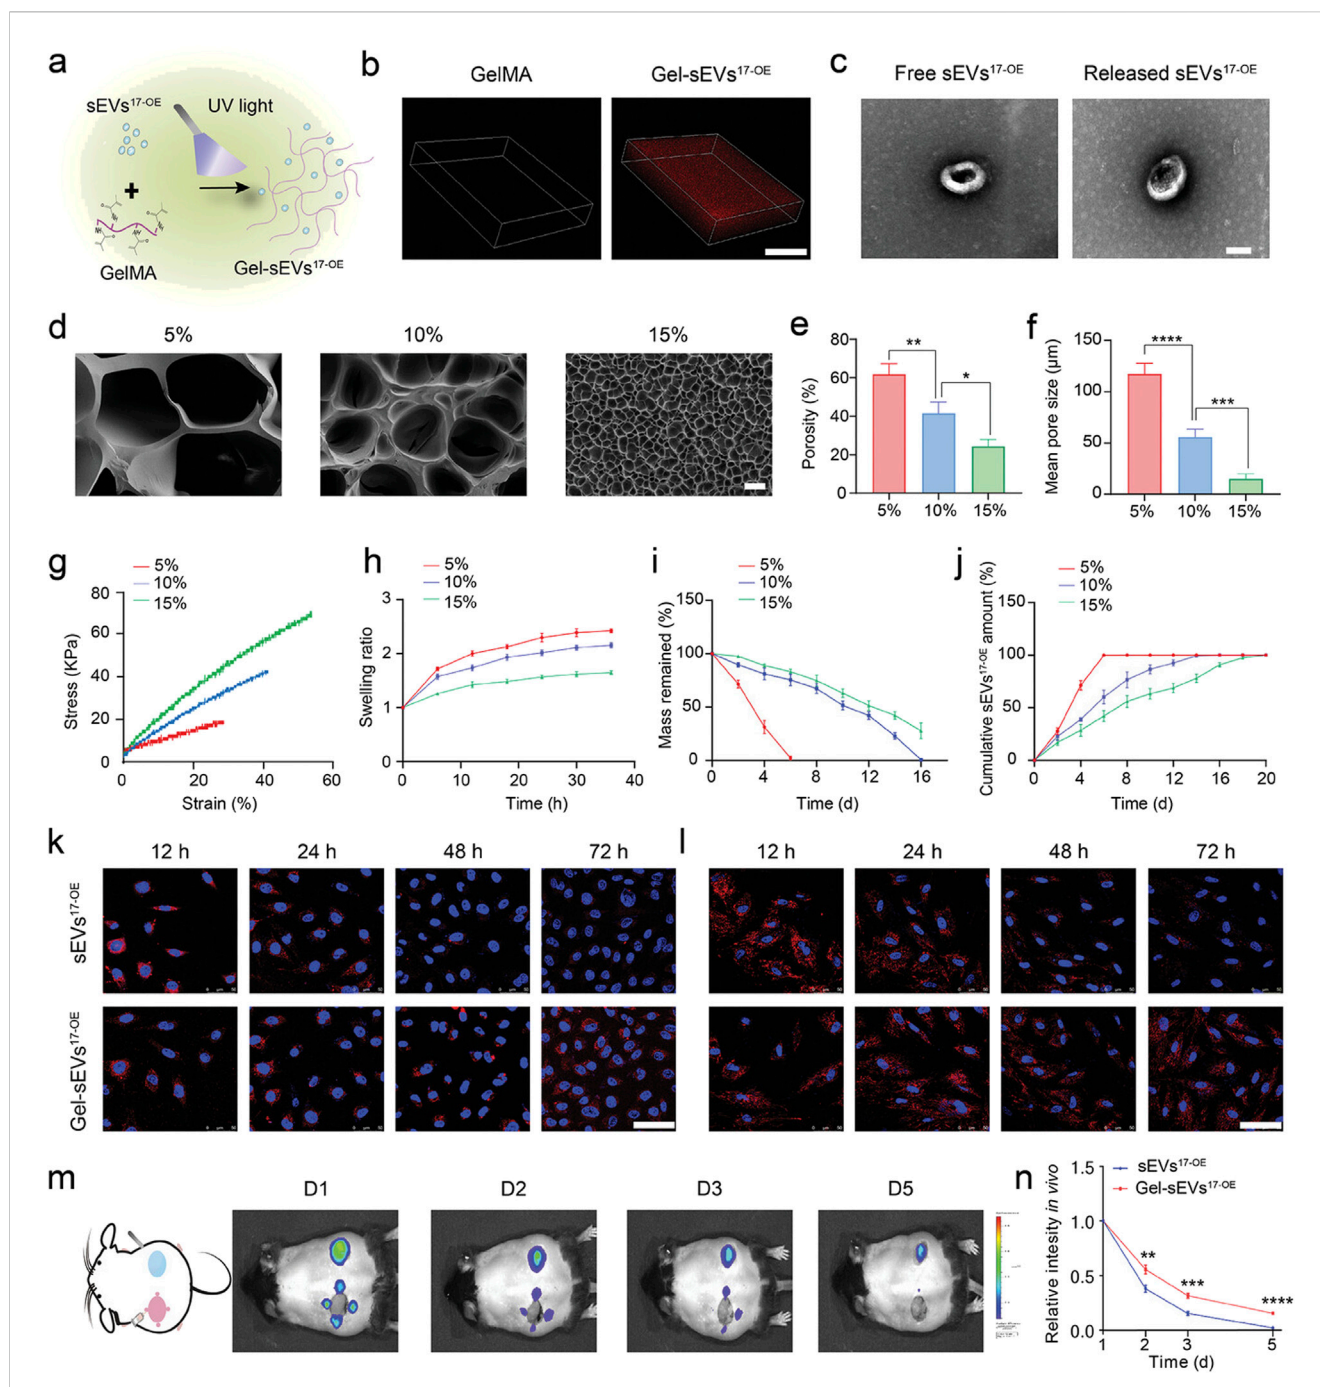 a
sEVs17-OE
UV light
+
GelMA
Gel-sEVs17-OE
b
GelMA
Gel-sEVs17-OE
c
Free sEVs17-OE
Released sEVs17-OE
d
5%
10%
15%
e
Porosity (%)
80
60
40
20
0
**
*
5%
10%
15%
f
Mean pore size (μm)
150
100
50
0
****
***
5%
10%
15%
g
5%
10%
15%
Stress (KPa)
80
60
40
20
0
0
20
40
60
Strain (%)
h
5%
10%
15%
Swelling ratio
3
2
1
0
0
10
20
30
40
Time (h)
i
5%
10%
15%
Mass remained (%)
150
100
50
0
0
4
8
12
16
Time (d)
j
5%
10%
15%
Cumulative sEVs17-OE amount (%)
150
100
50
0
0
4
8
12
16
20
Time (d)
k
12 h
24 h
48 h
72 h
l
12 h
24 h
48 h
72 h
sEVs17-OE
Gel-sEVs17-OE
m
D1
D2
D3
D5
n
sEVs17-OE
Gel-sEVs17-OE
Relative intesity in vivo
1.5
1.0
0.5
0.0
**
***
****
1
2
3
5
Time (d)